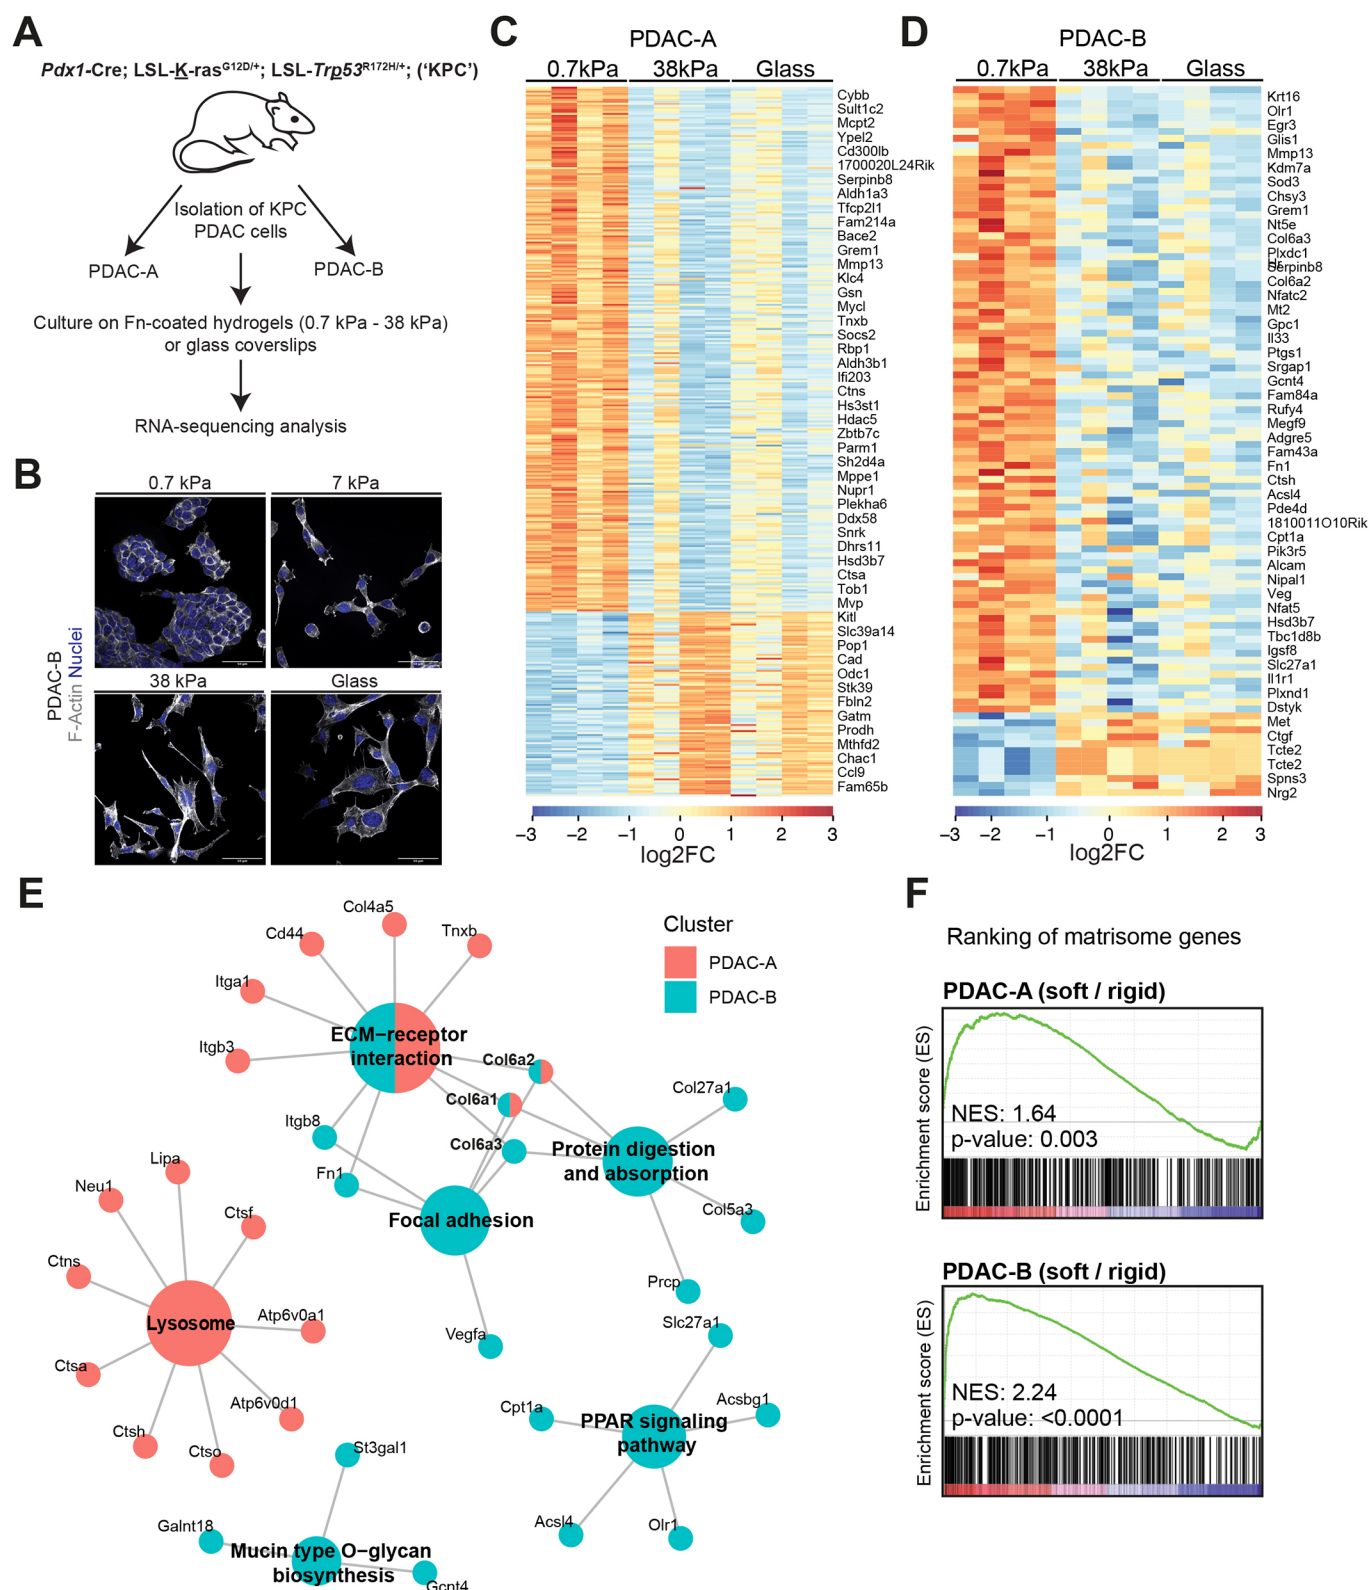 A
Pdx1-Cre; LSL-K-rasG12D/+; LSL-Trp53R172H/+; ('KPC')
Isolation of KPC
PDAC cells
PDAC-A
PDAC-B
Culture on Fn-coated hydrogels (0.7 kPa - 38 kPa)
or glass coverslips
RNA-sequencing analysis
B
0.7 kPa
7 kPa
38 kPa
Glass
PDAC-B
F-Actin Nuclei
C
PDAC-A
0.7kPa
38kPa
Glass
Cybb
Sult1c2
Mcpt2
Ypel2
Cd300lb
1700020L24Rik
Serpinb8
Aldh1a3
Tfcp2l1
Fam214a
Bace2
Grem1
Mmp13
Klc4
Gsn
Mycl
Tnxb
Socs2
Rbp1
Aldh3b1
Ifi203
Ctns
Hs3st1
Hdac5
Zbtb7c
Parm1
Sh2d4a
Mppe1
Nupr1
Plekha6
Ddx58
Snrk
Dhrs11
Hsd3b7
Ctsa
Tob1
Mvp
Kitl
Slc39a14
Pop1
Cad
Odc1
Stk39
Fbln2
Gatm
Prodh
Mthfd2
Chac1
Ccl9
Fam65b
−3 −2 −1 0 1 2 3
log2FC
D
PDAC-B
0.7kPa
38kPa
Glass
Krt16
Olr1
Egr3
Glis1
Mmp13
Kdm7a
Sod3
Chsy3
Grem1
Nt5e
Col6a3
Plxdc1
Serpinb8
Col6a2
Nfatc2
Mt2
Gpc1
Il33
Ptgs1
Srgap1
Gcnt4
Fam84a
Rufy4
Megf9
Adgre5
Fam43a
Fn1
Ctsh
Acsl4
Pde4d
1810011O10Rik
Cpt1a
Pik3r5
Alcam
Nipal1
Veg
Nfat5
Hsd3b7
Tbc1d8b
Igsf8
Slc27a1
Il1r1
Plxnd1
Dstyk
Met
Ctgf
Tcte2
Tcte2
Spns3
Nrg2
−3 −2 −1 0 1 2 3
log2FC
E
Cluster
PDAC-A
PDAC-B
Col4a5
Cd44
Tnxb
Itga1
Itgb3
ECM−receptor
interaction
Col6a2
Col6a1
Col6a3
Itgb8
Fn1
Col27a1
Protein digestion
and absorption
Col5a3
Prcp
Focal adhesion
Vegfa
Lipa
Neu1
Ctsf
Ctns
Atp6v0a1
Lysosome
Ctsa
Atp6v0d1
Ctsh
Ctso
Slc27a1
Cpt1a
Acsbg1
PPAR signaling
pathway
Acsl4
Olr1
St3gal1
Galnt18
Mucin type O−glycan
biosynthesis
Gcnt4
F
Ranking of matrisome genes
PDAC-A (soft / rigid)
Enrichment score (ES)
NES: 1.64
p-value: 0.003
PDAC-B (soft / rigid)
Enrichment score (ES)
NES: 2.24
p-value: <0.0001